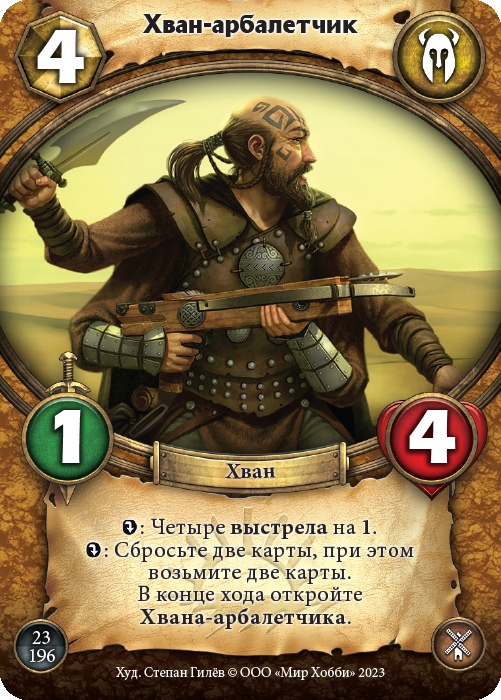 Хван-арбалетчик
4
1
4
Хван
: Четыре выстрела на 1.
: Сбросьте две карты, при этом
возьмите две карты.
В конце хода откройте
Хвана-арбалетчика.
23
196
Худ. Степан Гилёв © ООО «Мир Хобби» 2023